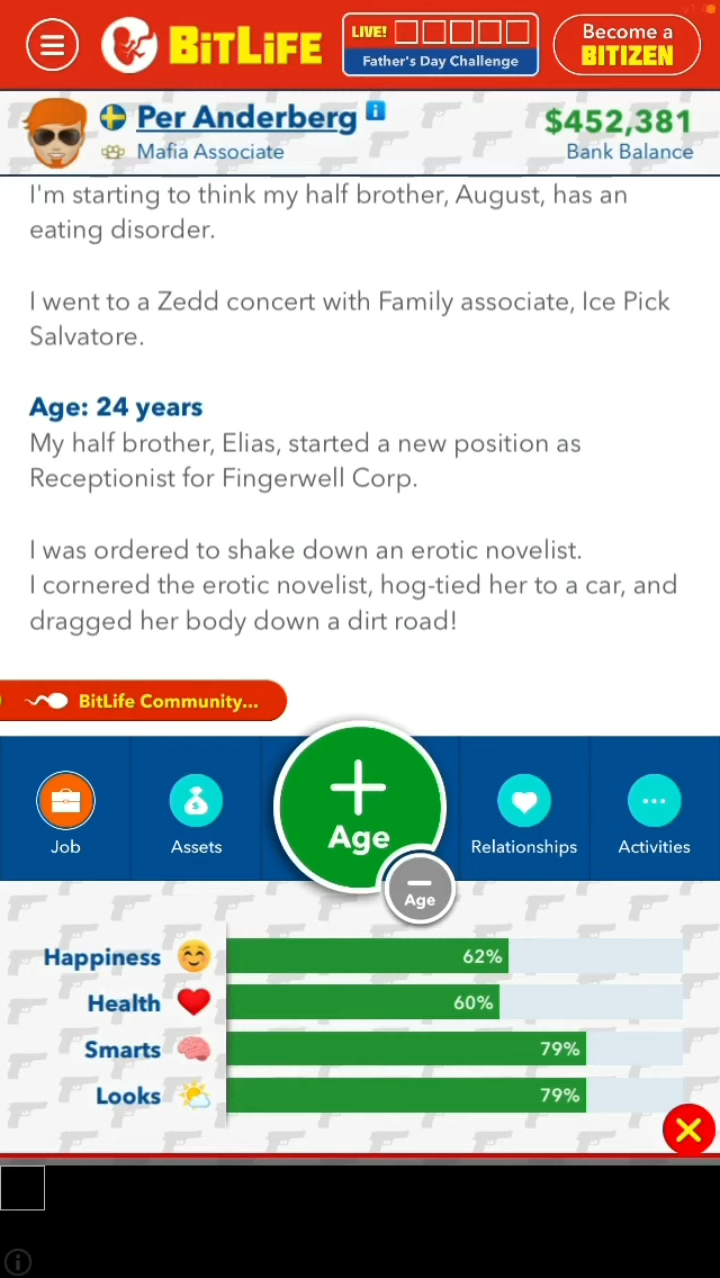 BITLIFE
LIVE!
Father's Day Challenge
Become a
BITIZEN
Per Anderberg
Mafia Associate
$452,381
Bank Balance
I'm starting to think my half brother, August, has an
eating disorder.
I went to a Zedd concert with Family associate, Ice Pick
Salvatore.
Age: 24 years
My half brother, Elias, started a new position as
Receptionist for Fingerwell Corp.
I was ordered to shake down an erotic novelist.
I cornered the erotic novelist, hog-tied her to a car, and
dragged her body down a dirt road!
BitLife Community...
Job
Assets
Age
Age
Relationships
Activities
Happiness
62%
Health
60%
Smarts
79%
Looks
79%